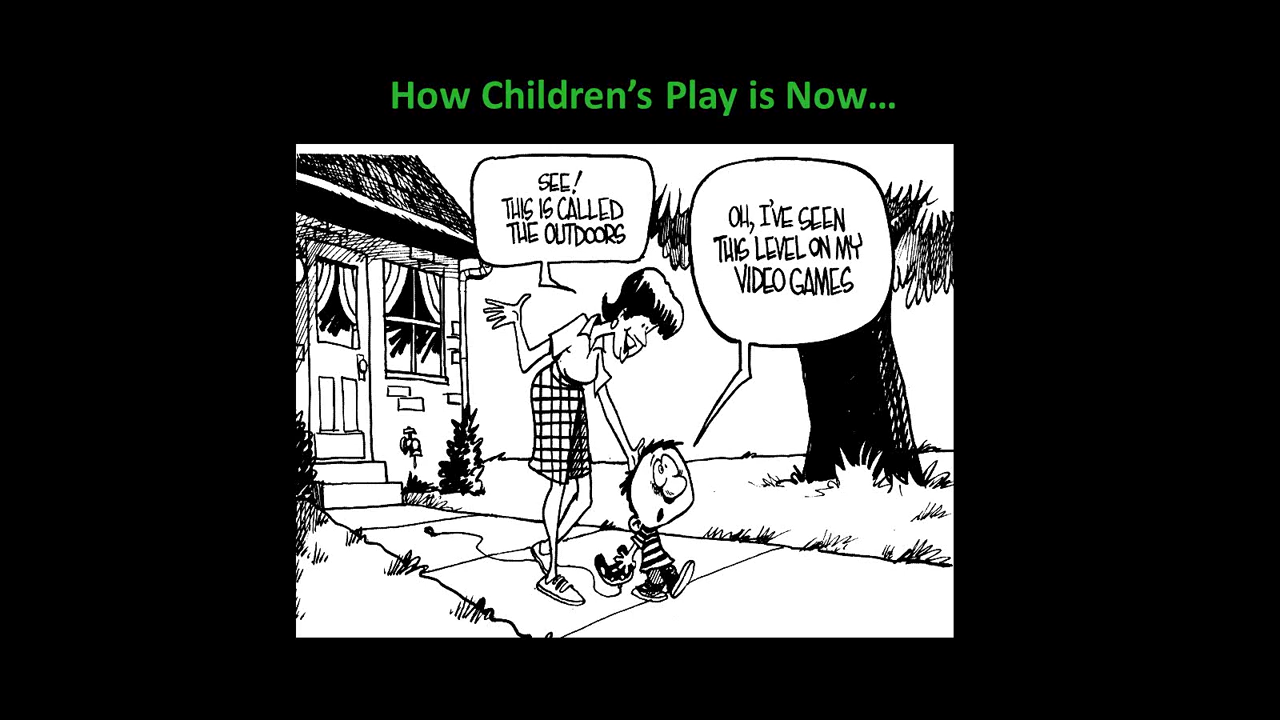 How Children’s Play is Now…
SEE!
THIS IS CALLED
THE OUTDOORS
OH, I'VE SEEN
THIS LEVEL ON MY
VIDEO GAMES